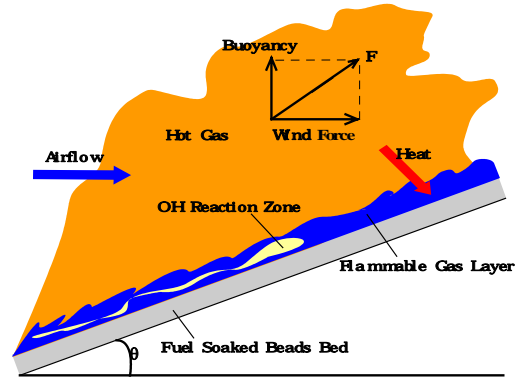 Buoyancy
F
Hot Gas
Wind Force
Airflow
Heat
OH Reaction Zone
Flammable Gas Layer
Fuel Soaked Beads Bed
θ